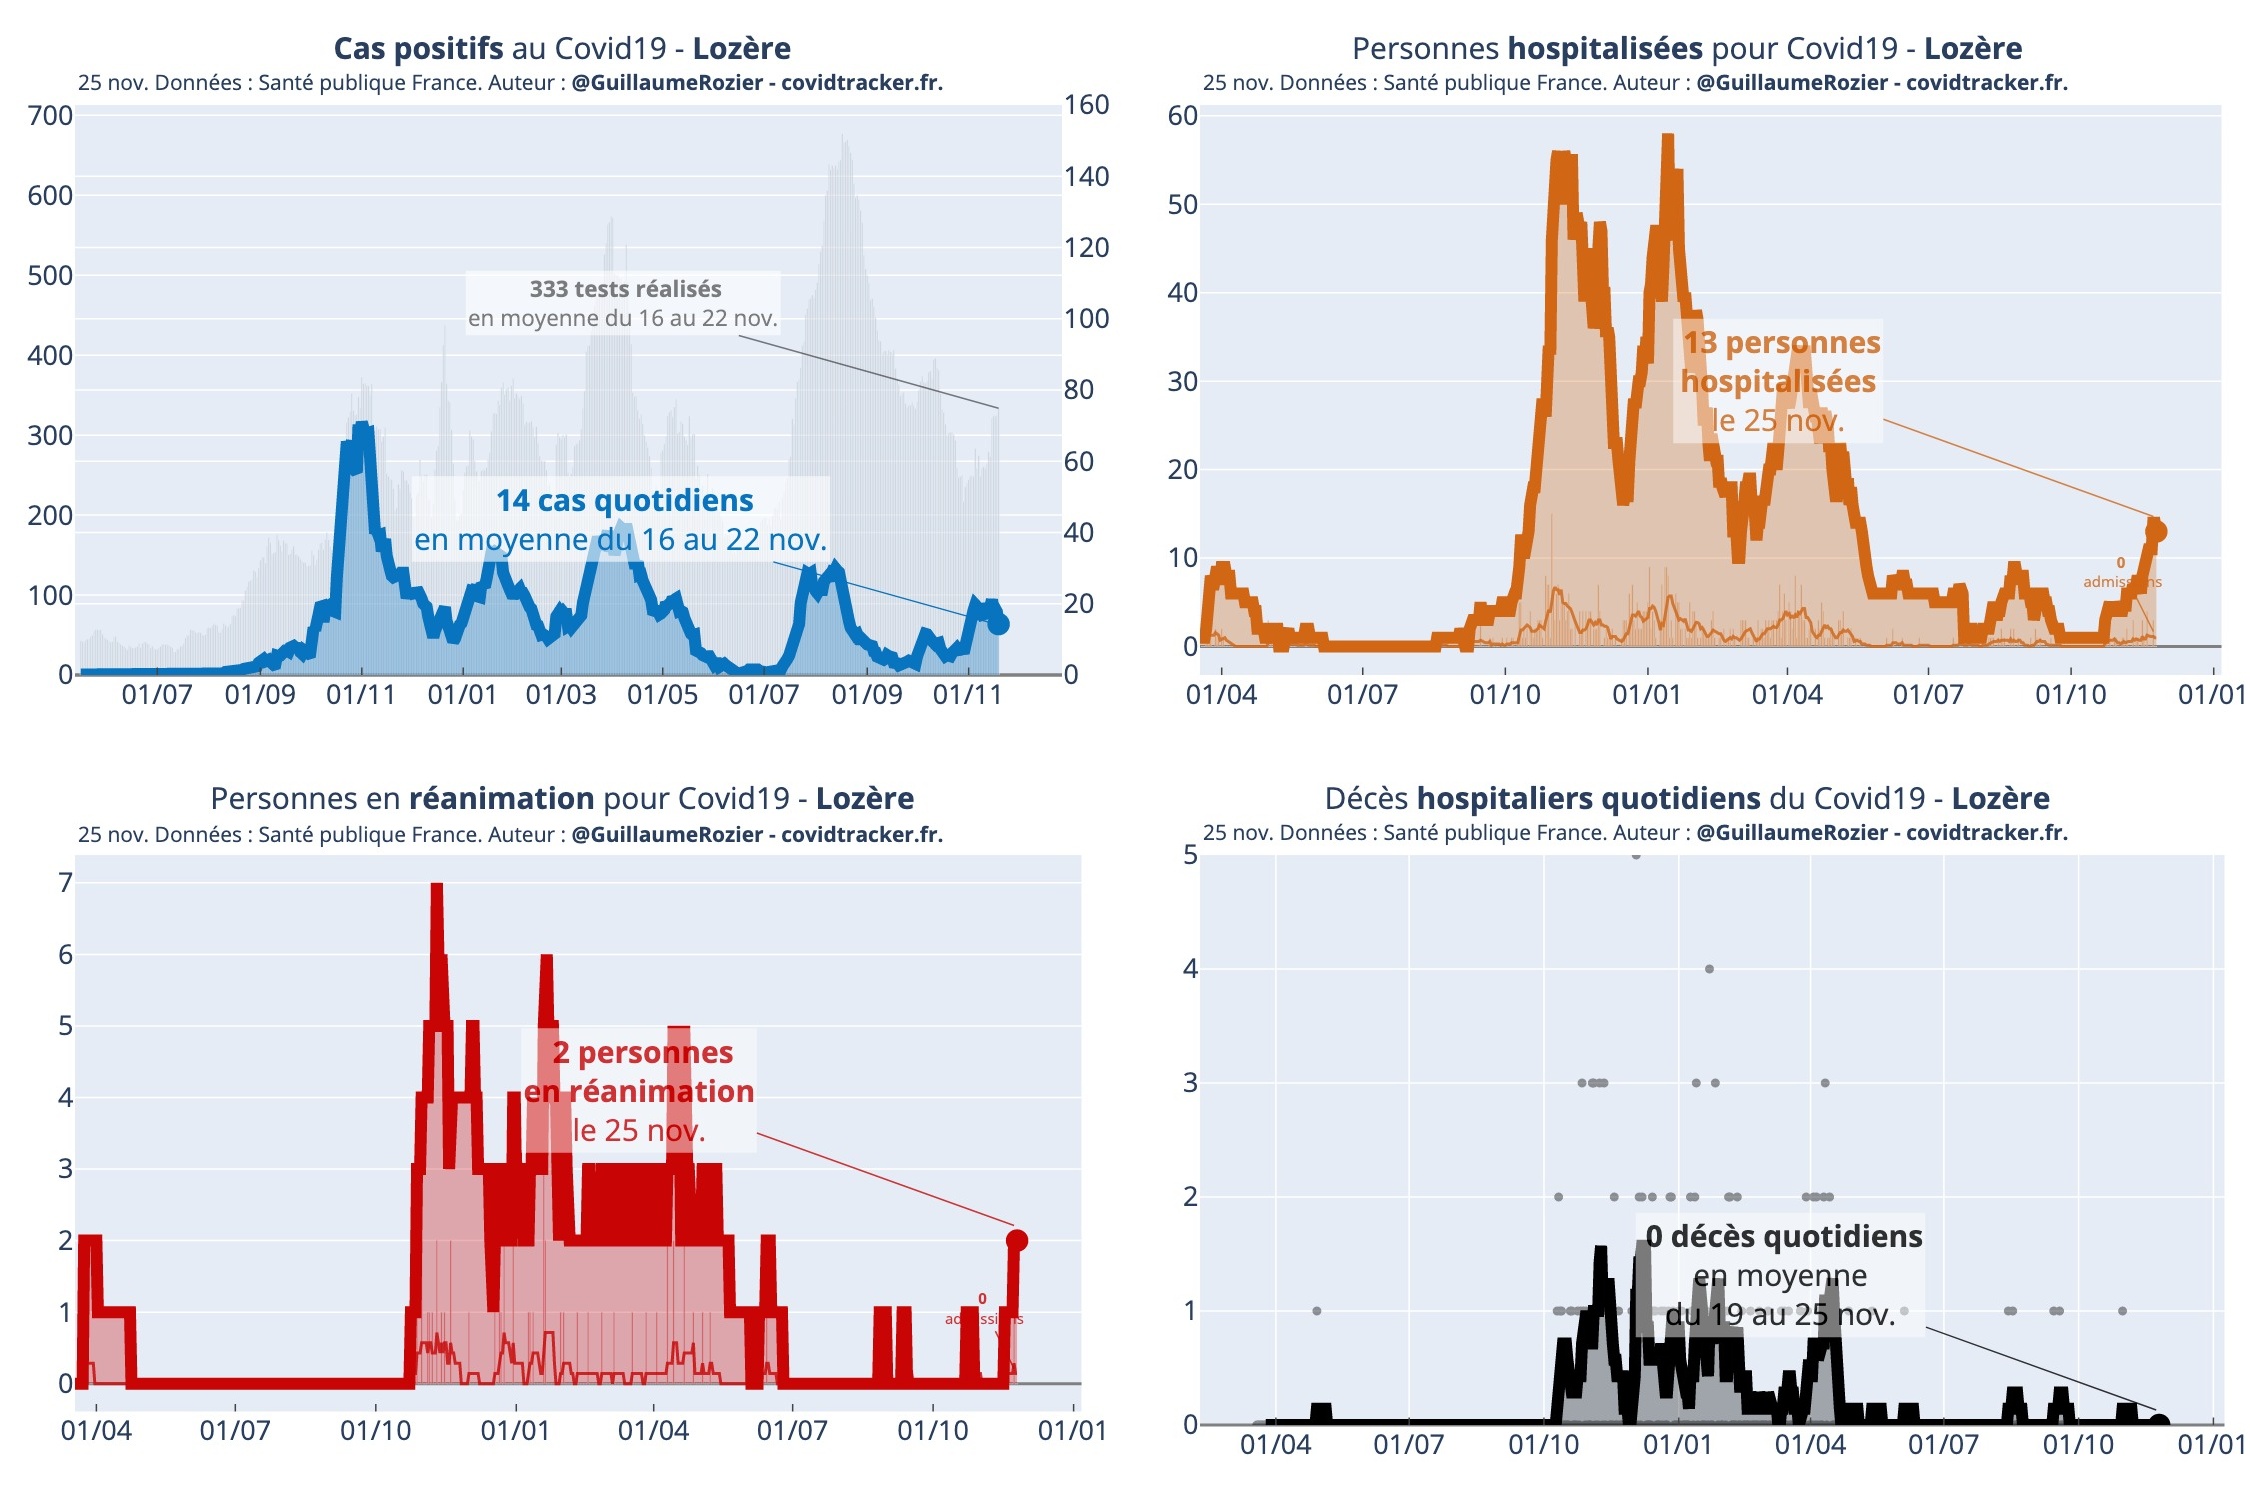 Cas positifs au Covid19 - Lozère
25 nov. Données : Santé publique France. Auteur : @GuillaumeRozier - covidtracker.fr.
700
600
500
400
300
200
100
0
160
140
120
100
80
60
40
20
0
333 tests réalisés
en moyenne du 16 au 22 nov.
14 cas quotidiens
en moyenne du 16 au 22 nov.
01/07 01/09 01/11 01/01 01/03 01/05 01/07 01/09 01/11
Personnes hospitalisées pour Covid19 - Lozère
25 nov. Données : Santé publique France. Auteur : @GuillaumeRozier - covidtracker.fr.
60
50
40
30
20
10
0
13 personnes
hospitalisées
le 25 nov.
0
admissions
01/04 01/07 01/10 01/01 01/04 01/07 01/10 01/01
Personnes en réanimation pour Covid19 - Lozère
25 nov. Données : Santé publique France. Auteur : @GuillaumeRozier - covidtracker.fr.
7
6
5
4
3
2
1
0
2 personnes
en réanimation
le 25 nov.
0
admissions
01/04 01/07 01/10 01/01 01/04 01/07 01/10 01/01
Décès hospitaliers quotidiens du Covid19 - Lozère
25 nov. Données : Santé publique France. Auteur : @GuillaumeRozier - covidtracker.fr.
5
4
3
2
1
0
0 décès quotidiens
en moyenne
du 19 au 25 nov.
01/04 01/07 01/10 01/01 01/04 01/07 01/10 01/01